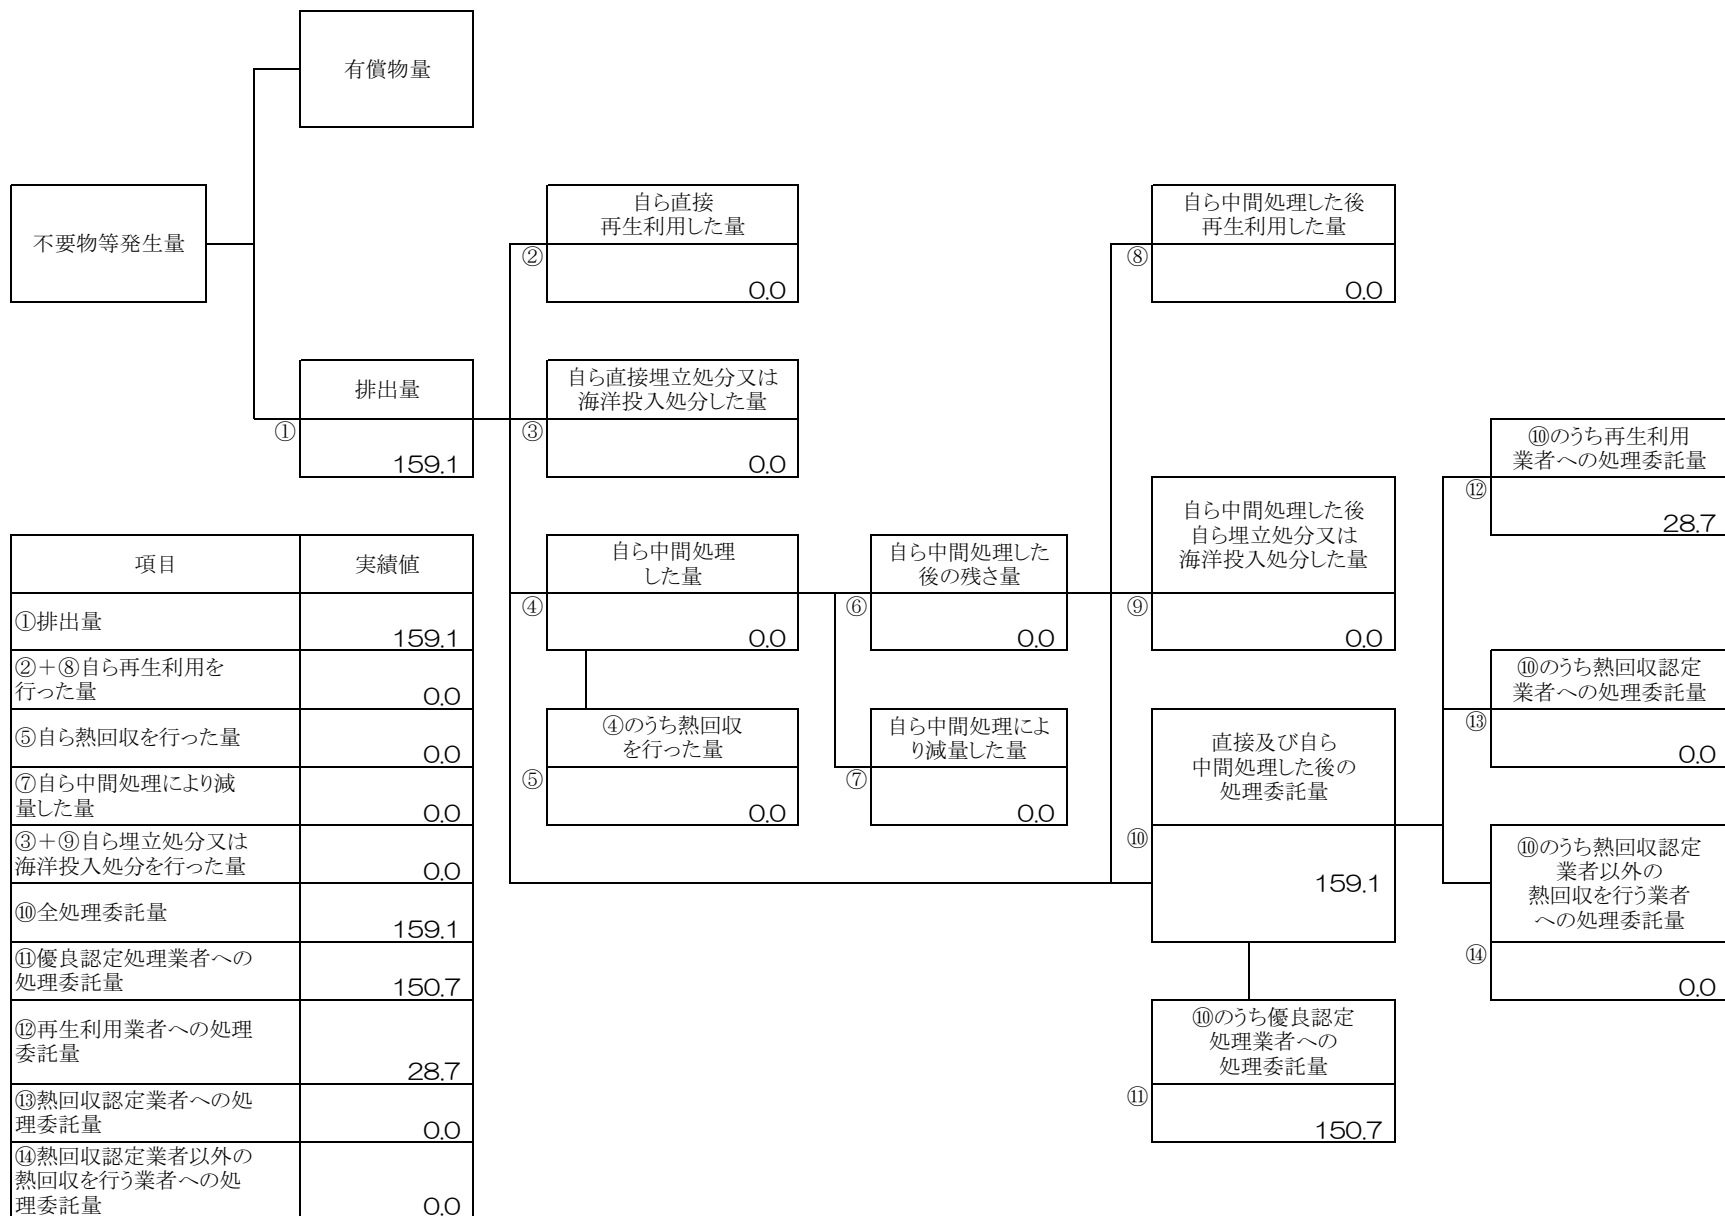 有償物量
不要物等発生量
自ら直接
再生利用した量
②
0.0
自ら中間処理した後
再生利用した量
⑧
0.0
排出量
①
159.1
自ら直接埋立処分又は
海洋投入処分した量
③
0.0
⑩のうち再生利用
業者への処理委託量
⑫
28.7
自ら中間処理
した量
④
0.0
自ら中間処理した
後の残さ量
⑥
0.0
自ら中間処理した後
自ら埋立処分又は
海洋投入処分した量
⑨
0.0
⑩のうち熱回収認定
業者への処理委託量
⑬
0.0
④のうち熱回収
を行った量
⑤
0.0
自ら中間処理によ
り減量した量
⑦
0.0
直接及び自ら
中間処理した後の
処理委託量
⑩
159.1
⑩のうち熱回収認定
業者以外の
熱回収を行う業者
への処理委託量
⑭
0.0
⑩のうち優良認定
処理業者への
処理委託量
⑪
150.7
項目
実績値
①排出量
159.1
②+⑧自ら再生利用を
行った量
0.0
⑤自ら熱回収を行った量
0.0
⑦自ら中間処理により減
量した量
0.0
③+⑨自ら埋立処分又は
海洋投入処分を行った量
0.0
⑩全処理委託量
159.1
⑪優良認定処理業者への
処理委託量
150.7
⑫再生利用業者への処理
委託量
28.7
⑬熱回収認定業者への処
理委託量
0.0
⑭熱回収認定業者以外の
熱回収を行う業者への処
理委託量
0.0